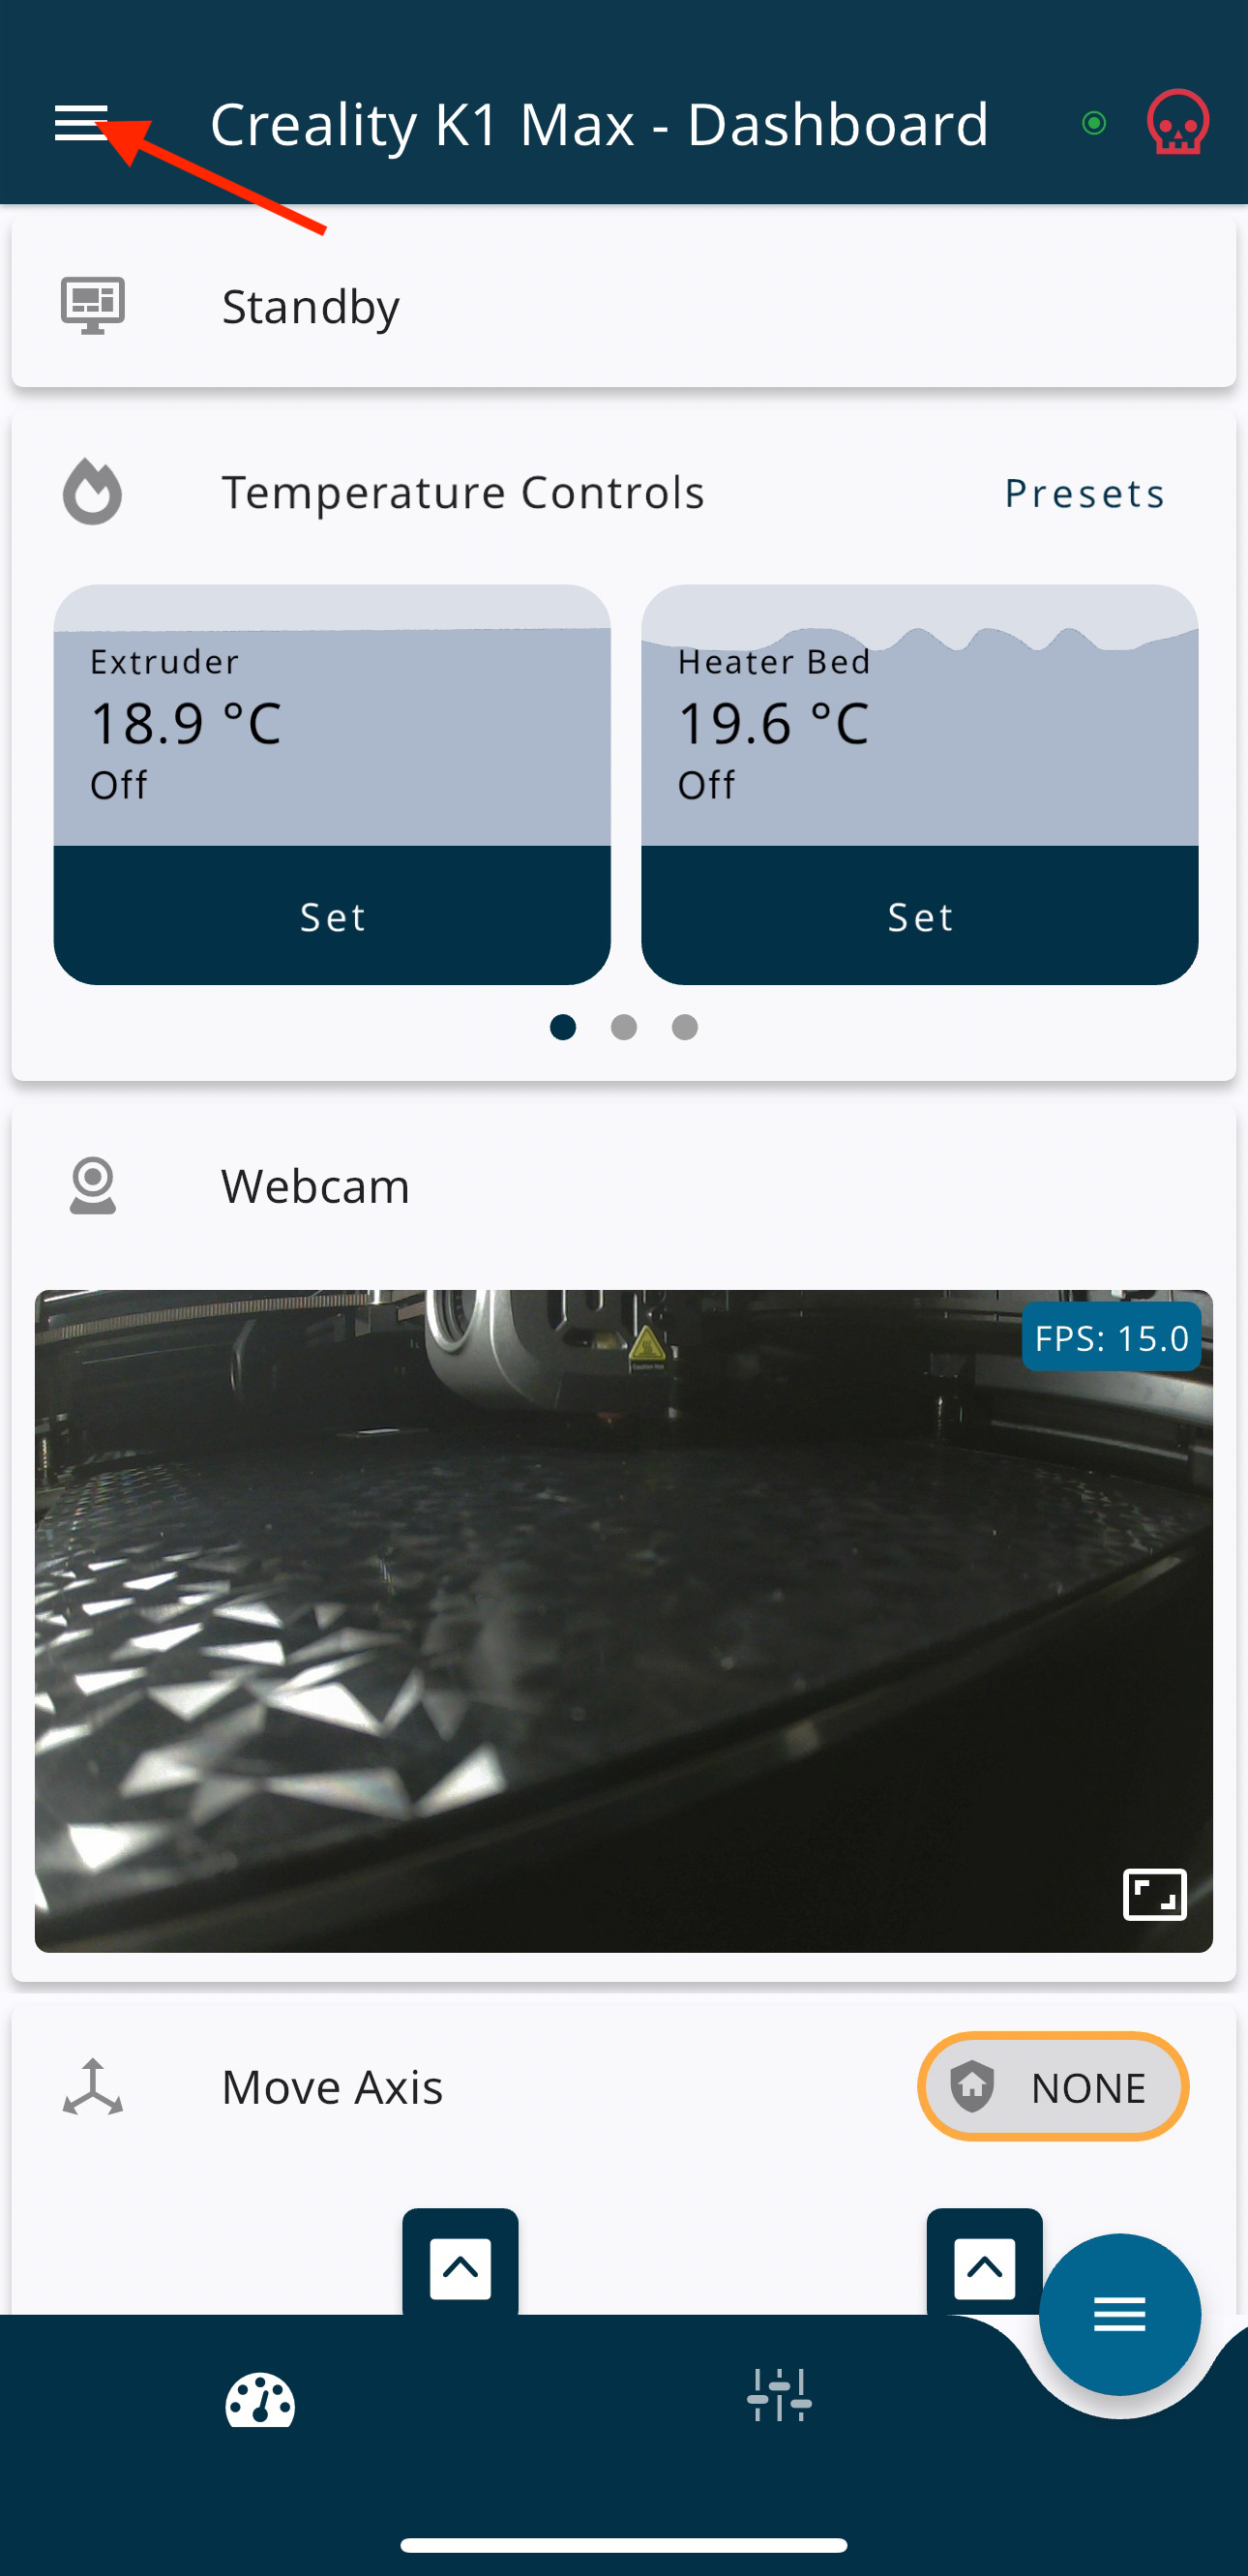 Creality K1 Max - Dashboard
Standby
Temperature Controls
Presets
Extruder
18.9 °C
Off
Set
Heater Bed
19.6 °C
Off
Set
Webcam
FPS: 15.0
Move Axis
NONE